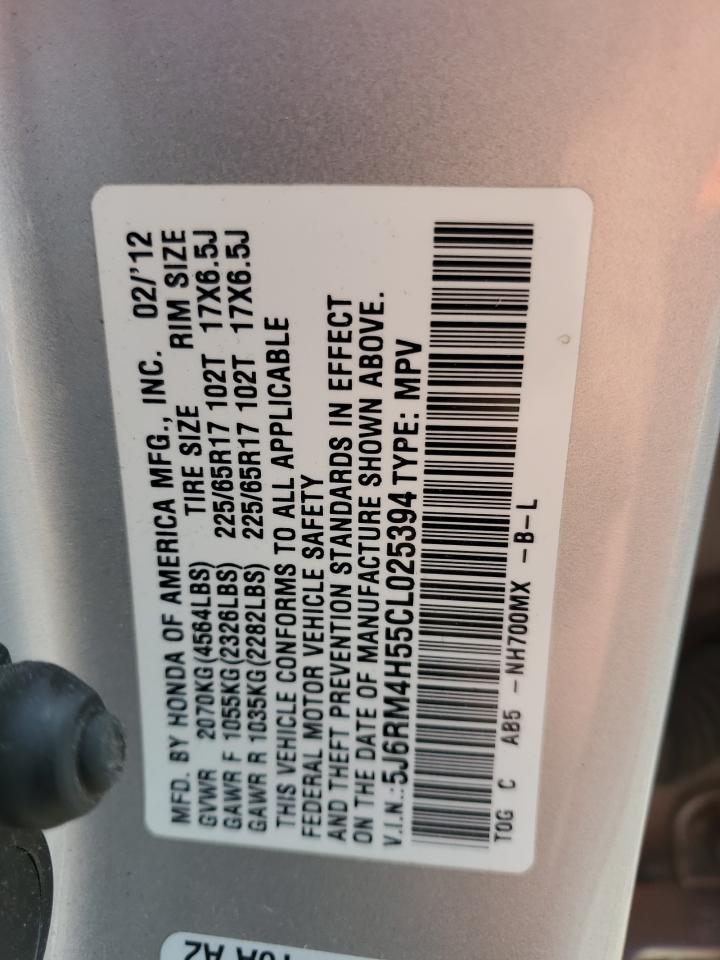 MFD. BY HONDA OF AMERICA MFG., INC. 02/'12
GVWR 2070KG(4564LBS) TIRE SIZE RIM SIZE
GAWR F 1055KG(2326LBS) 225/65R17 102T 17X6.5J
GAWR R 1035KG(2282LBS) 225/65R17 102T 17X6.5J
THIS VEHICLE CONFORMS TO ALL APPLICABLE
FEDERAL MOTOR VEHICLE SAFETY
AND THEFT PREVENTION STANDARDS IN EFFECT
ON THE DATE OF MANUFACTURE SHOWN ABOVE.
V.I.N.:5J6RM4H55CL025394 TYPE: MPV
TOG C AB5 -NH700MX -B-L